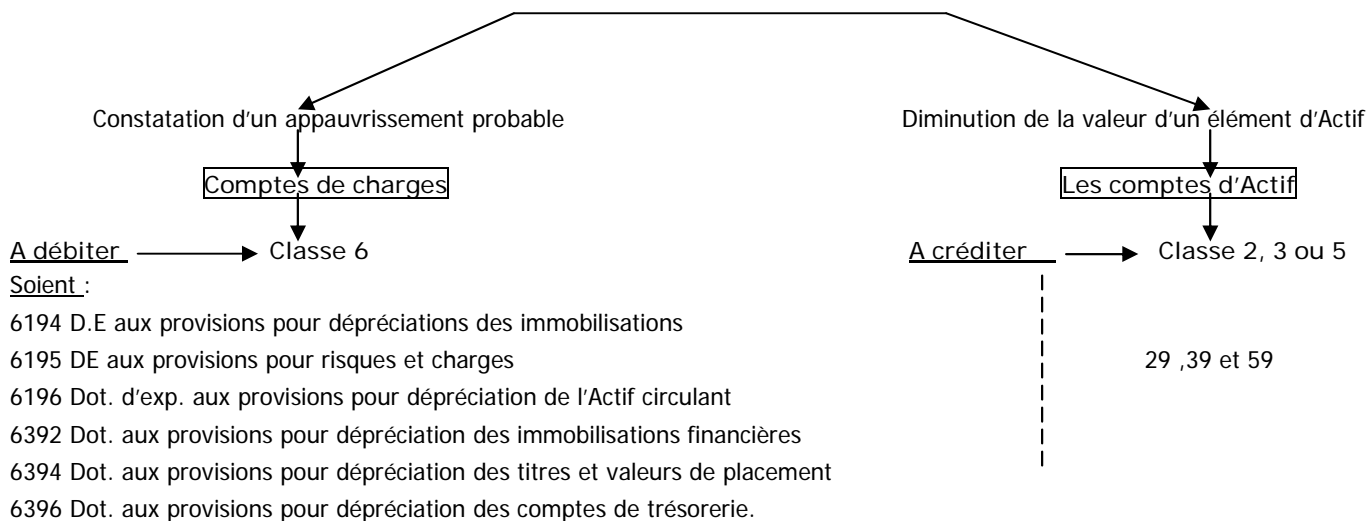 Constatation d'un appauvrissement probable
Diminution de la valeur d'un élément d'Actif
Comptes de charges
Les comptes d'Actif
A débiter Classe 6
A créditer Classe 2, 3 ou 5
Soient :
6194 D.E aux provisions pour dépréciations des immobilisations
6195 DE aux provisions pour risques et charges
29 ,39 et 59
6196 Dot. d'exp. aux provisions pour dépréciation de l'Actif circulant
6392 Dot. aux provisions pour dépréciation des immobilisations financières
6394 Dot. aux provisions pour dépréciation des titres et valeurs de placement
6396 Dot. aux provisions pour dépréciation des comptes de trésorerie.